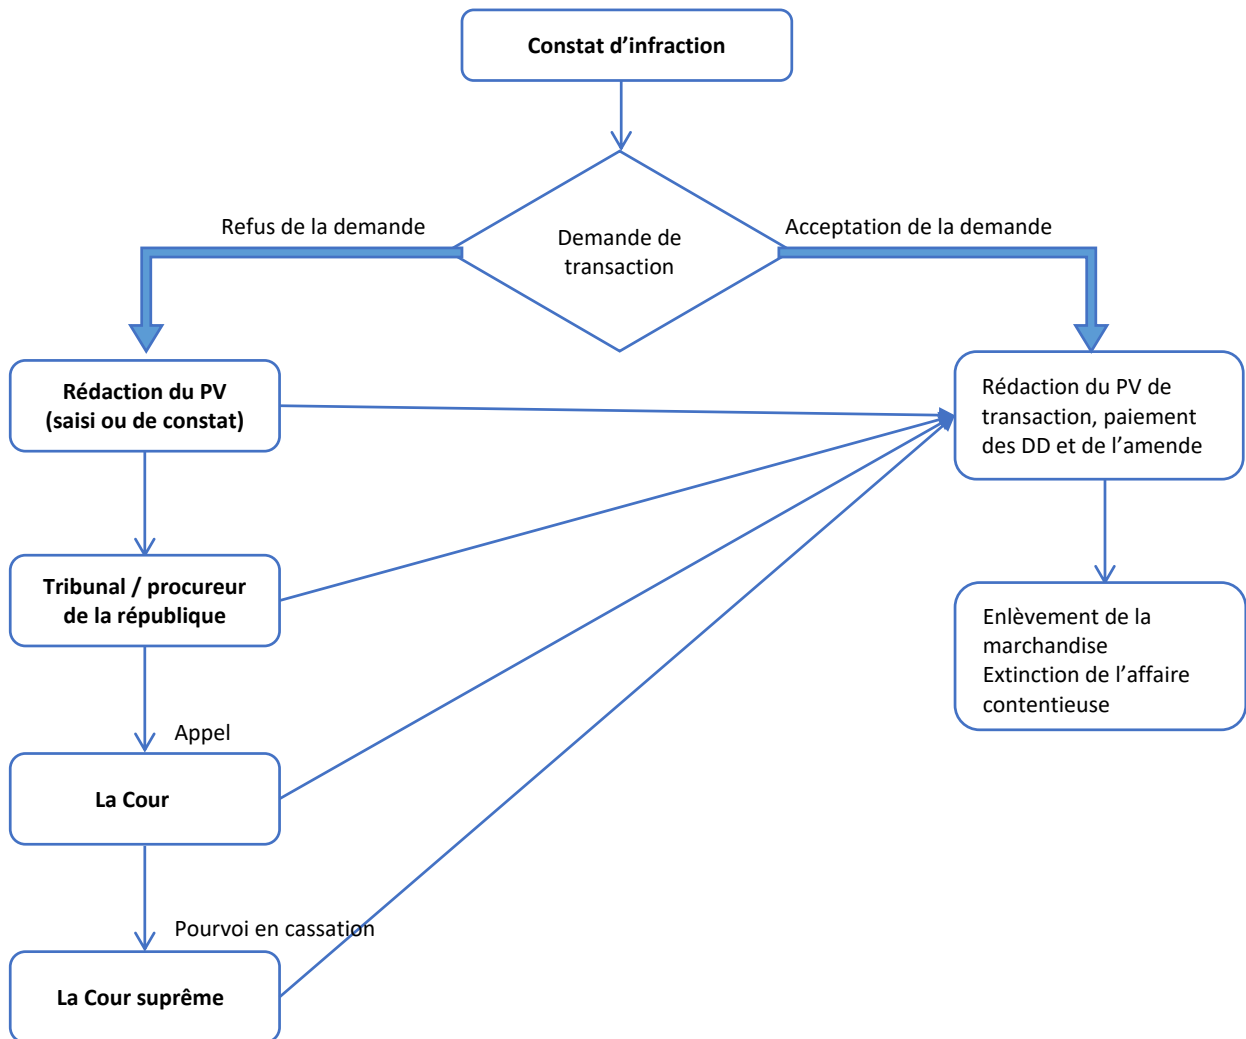 Constat d’infraction
Refus de la demande
Acceptation de la demande
Demande de
transaction
Rédaction du PV
(saisi ou de constat)
Rédaction du PV de
transaction, paiement
des DD et de l’amende
Tribunal / procureur
de la république
Enlèvement de la
marchandise
Extinction de l’affaire
contentieuse
Appel
La Cour
Pourvoi en cassation
La Cour suprême